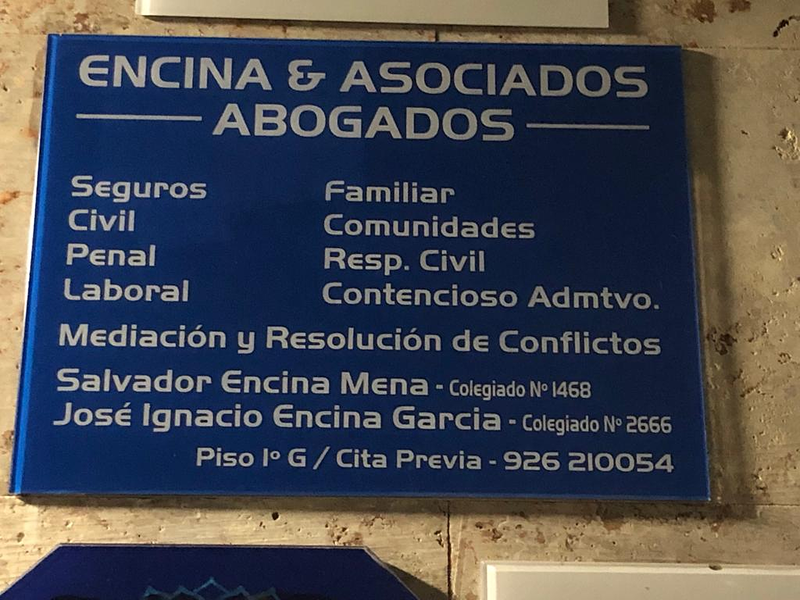 ENCINA & ASOCIADOS
ABOGADOS
Seguros Familiar
Civil Comunidades
Penal Resp. Civil
Laboral Contencioso Admtvo.
Mediación y Resolución de Conflictos
Salvador Encina Mena - Colegiado Nº 1468
José Ignacio Encina Garcia - Colegiado Nº 2666
Piso 1º G / Cita Previa - 926 210054